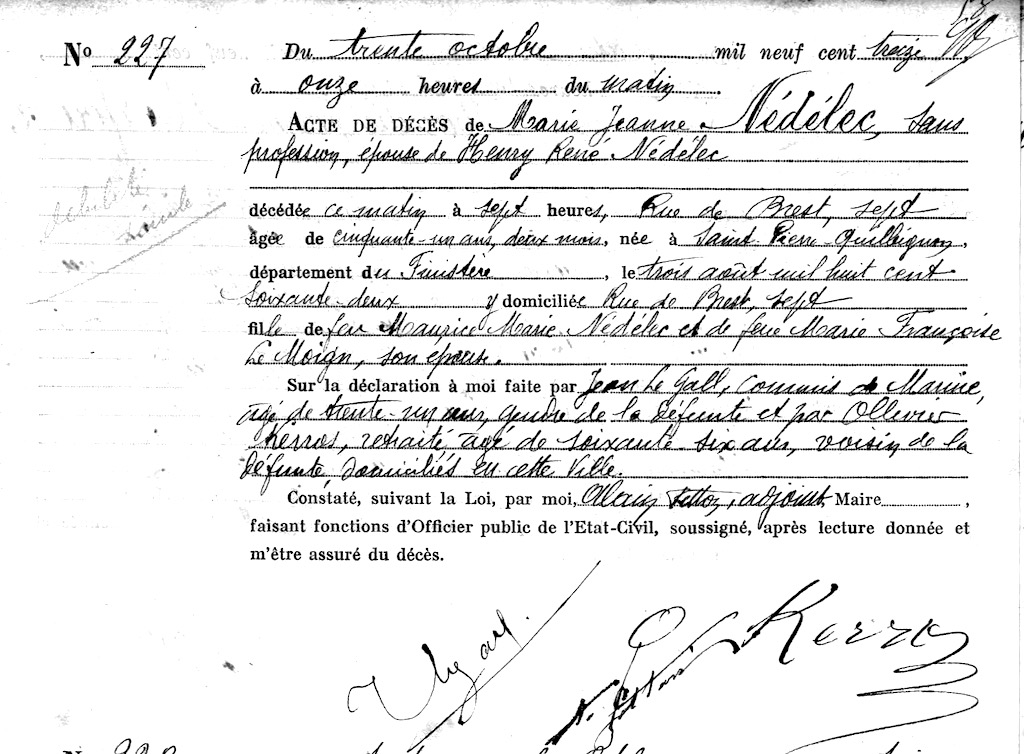 Nº 227
Du trente octobre mil neuf cent treize
à onze heures du matin.
ACTE DE DÉCÈS de Marie Jeanne Nédélec, sans
profession, épouse de Henry René Nédélec
décédée ce matin à sept heures, Rue de Brest, sept
âgée de cinquante-un ans, deux mois, née à Saint Pierre-Quilbignon,
département du Finistère, le trois août mil huit cent
soixante-deux y domiciliée Rue de Brest, sept
fille de feu Maurice Marie Nédélec et de feue Marie Françoise
Le Moign, son épouse.
Sur la déclaration à moi faite par Jean Le Gall, commis de Marine,
âgé de trente-un ans, gendre de la défunte et par Ollivier
Kerros, retraité, âgé de soixante-six ans, voisin de la
défunte, domiciliés en cette Ville.
Constaté, suivant la Loi, par moi, Alain adjoint Maire,
faisant fonctions d'Officier public de l'Etat-Civil, soussigné, après lecture donnée et
m'être assuré du décès.
O Kerros